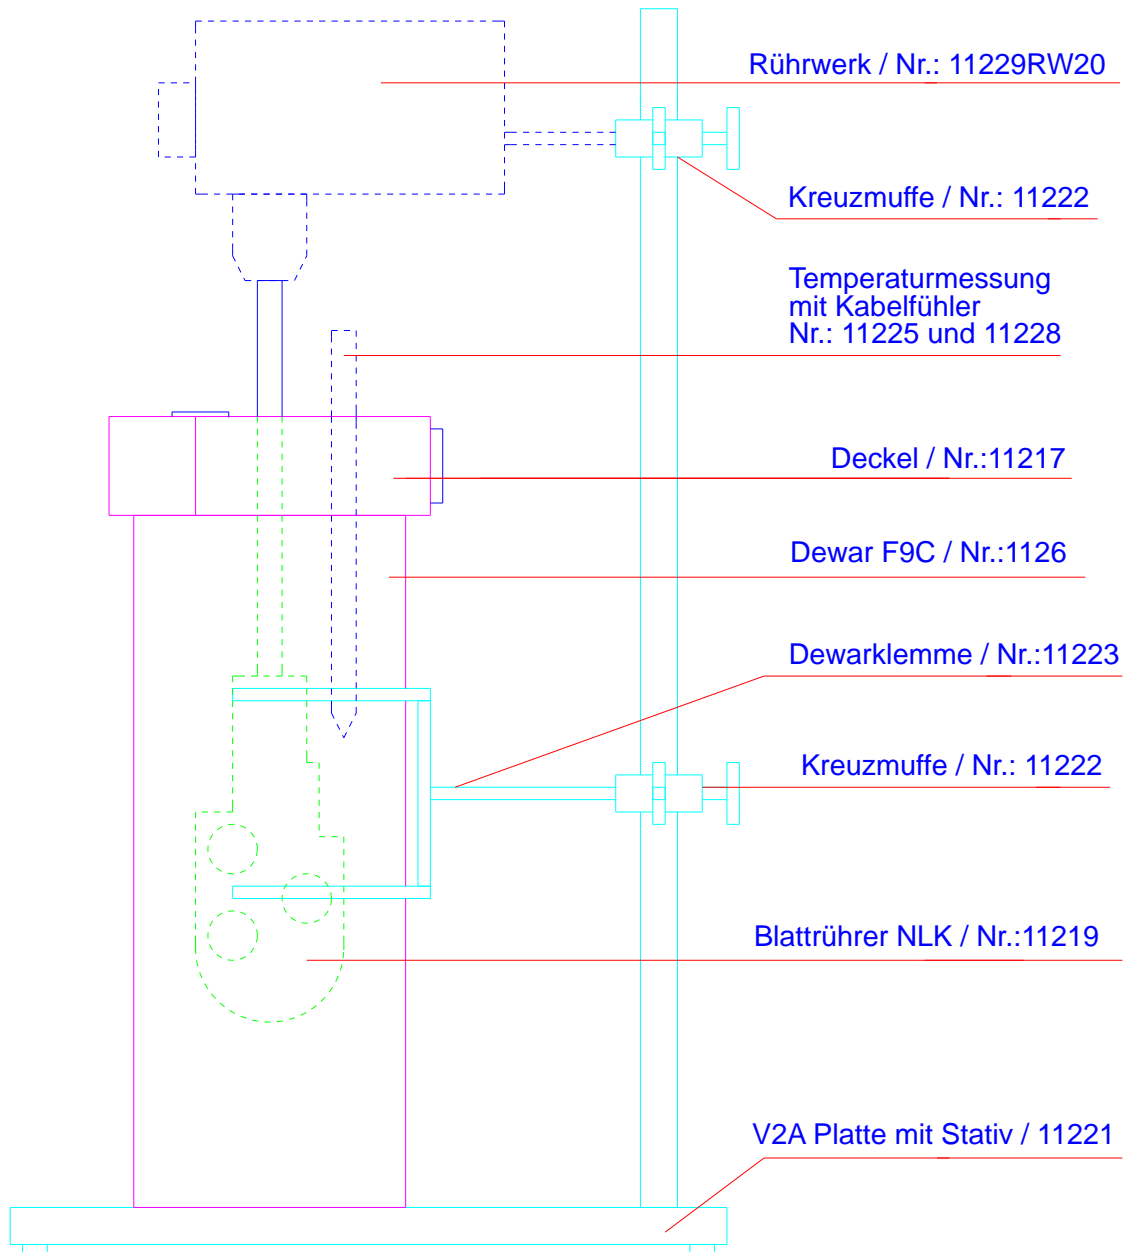 Rührwerk / Nr.: 11229RW20
Kreuzmuffe / Nr.: 11222
Temperaturmessung
mit Kabelfühler
Nr.: 11225 und 11228
Deckel / Nr.:11217
Dewar F9C / Nr.:1126
Dewarklemme / Nr.:11223
Kreuzmuffe / Nr.: 11222
Blattrührer NLK / Nr.:11219
V2A Platte mit Stativ / 11221